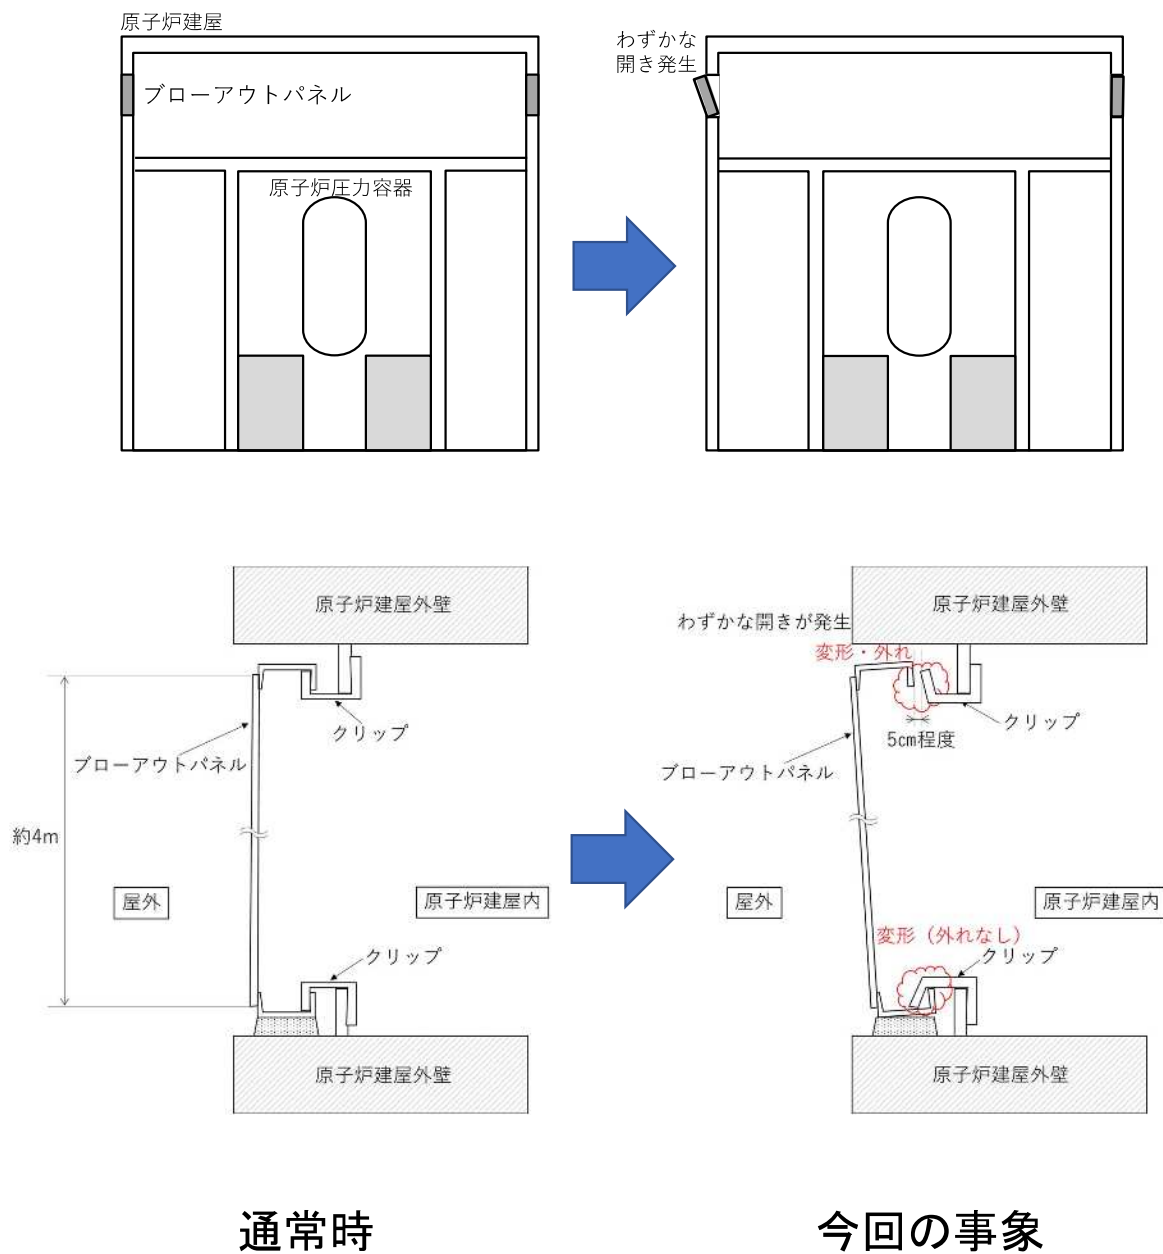 原子炉建屋
ブローアウトパネル
原子炉圧力容器
わずかな
開き発生
原子炉建屋外壁
クリップ
ブローアウトパネル
約4m
屋外
原子炉建屋内
クリップ
原子炉建屋外壁
原子炉建屋外壁
わずかな開きが発生
変形・外れ
クリップ
5cm程度
ブローアウトパネル
屋外
原子炉建屋内
変形（外れなし）
クリップ
原子炉建屋外壁
通常時
今回の事象